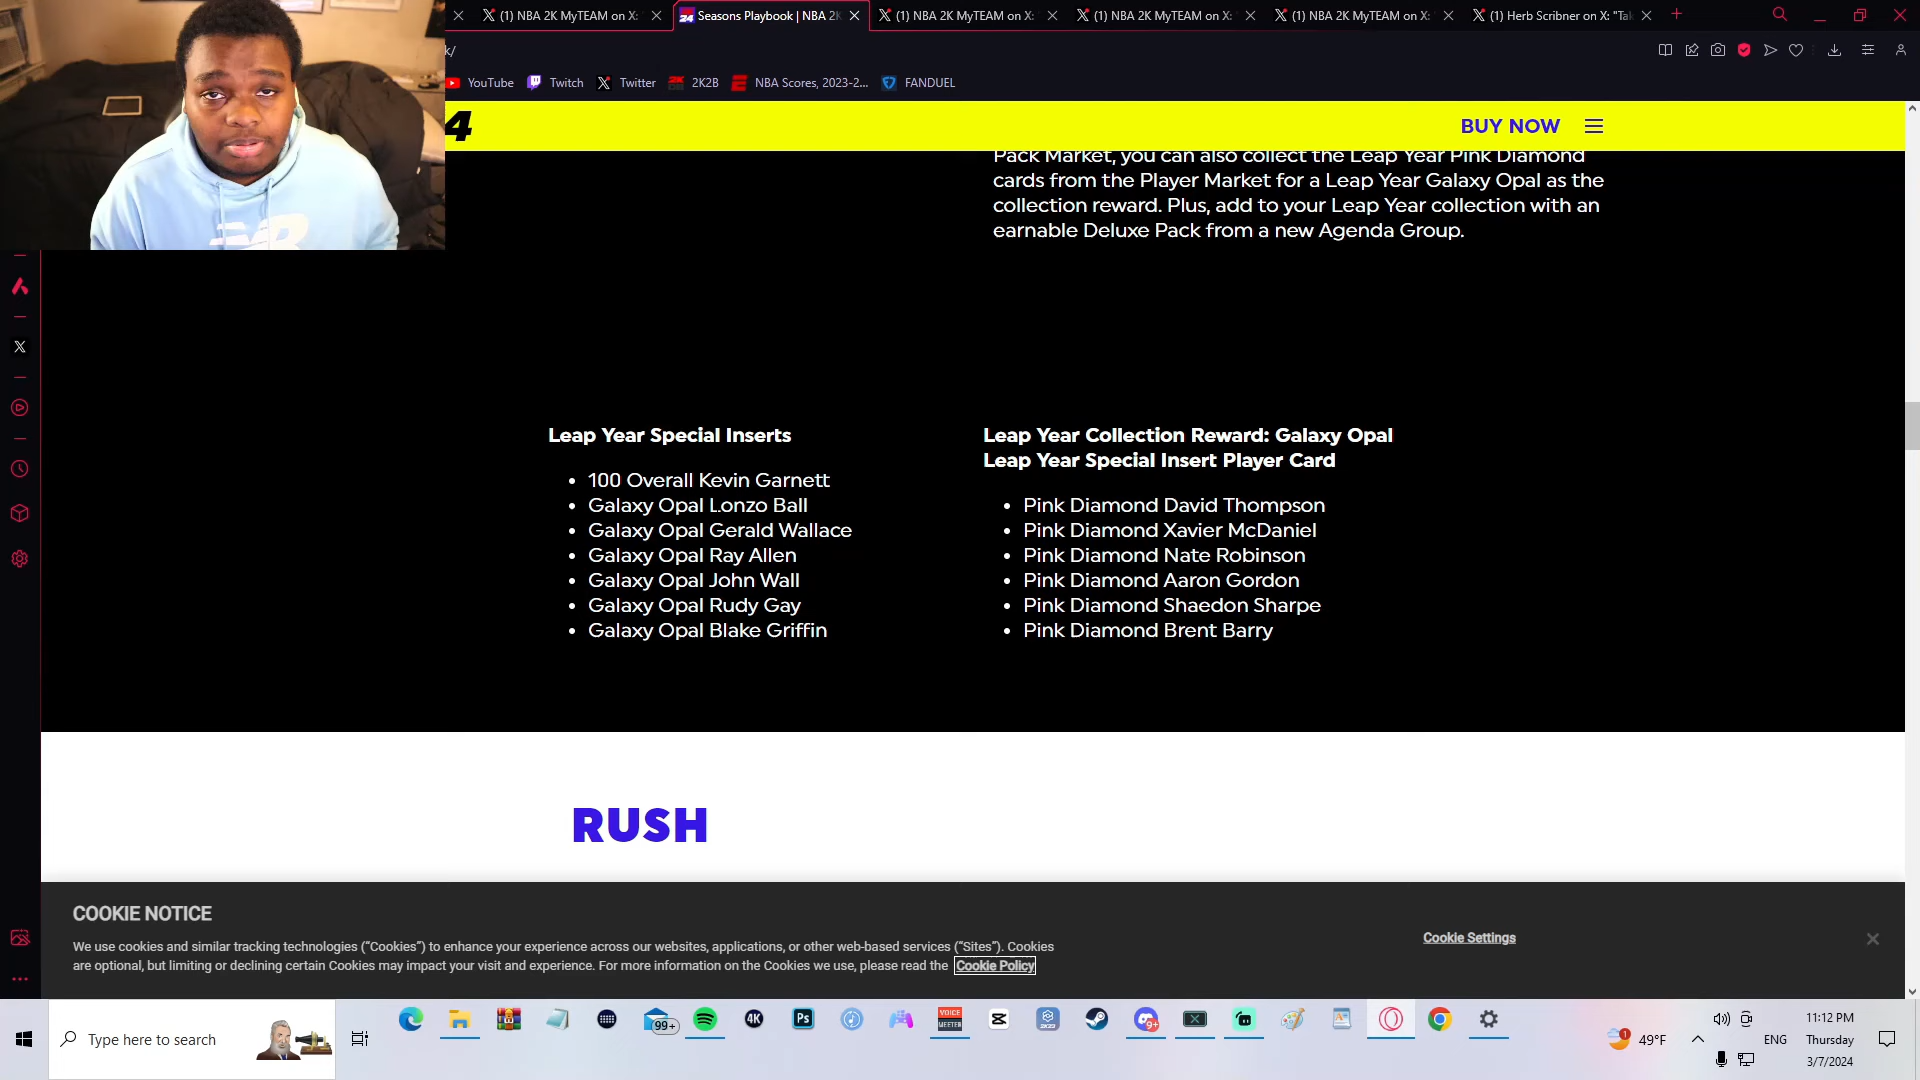 (1) NBA 2K MyTEAM on X:
24 Seasons Playbook | NBA 2K
(1) NBA 2K MyTEAM on X:
(1) NBA 2K MyTEAM on X:
(1) NBA 2K MyTEAM on X:
(1) Herb Scribner on X: "Tak
k/
YouTube Twitch Twitter 2K2B NBA Scores, 2023-2... FANDUEL
4 BUY NOW
Pack Market, you can also collect the Leap Year Pink Diamond
cards from the Player Market for a Leap Year Galaxy Opal as the
collection reward. Plus, add to your Leap Year collection with an
earnable Deluxe Pack from a new Agenda Group.
Leap Year Special Inserts
• 100 Overall Kevin Garnett
• Galaxy Opal Lonzo Ball
• Galaxy Opal Gerald Wallace
• Galaxy Opal Ray Allen
• Galaxy Opal John Wall
• Galaxy Opal Rudy Gay
• Galaxy Opal Blake Griffin
Leap Year Collection Reward: Galaxy Opal
Leap Year Special Insert Player Card
• Pink Diamond David Thompson
• Pink Diamond Xavier McDaniel
• Pink Diamond Nate Robinson
• Pink Diamond Aaron Gordon
• Pink Diamond Shaedon Sharpe
• Pink Diamond Brent Barry
RUSH
COOKIE NOTICE
We use cookies and similar tracking technologies (“Cookies”) to enhance your experience across our websites, applications, or other web-based services (“Sites”). Cookies
are optional, but limiting or declining certain Cookies may impact your visit and experience. For more information on the Cookies we use, please read the Cookie Policy
Cookie Settings
Type here to search
99+
4K
Ps
VOICE
MEETER
9+
1
49°F
ENG
11:12 PM
Thursday
3/7/2024